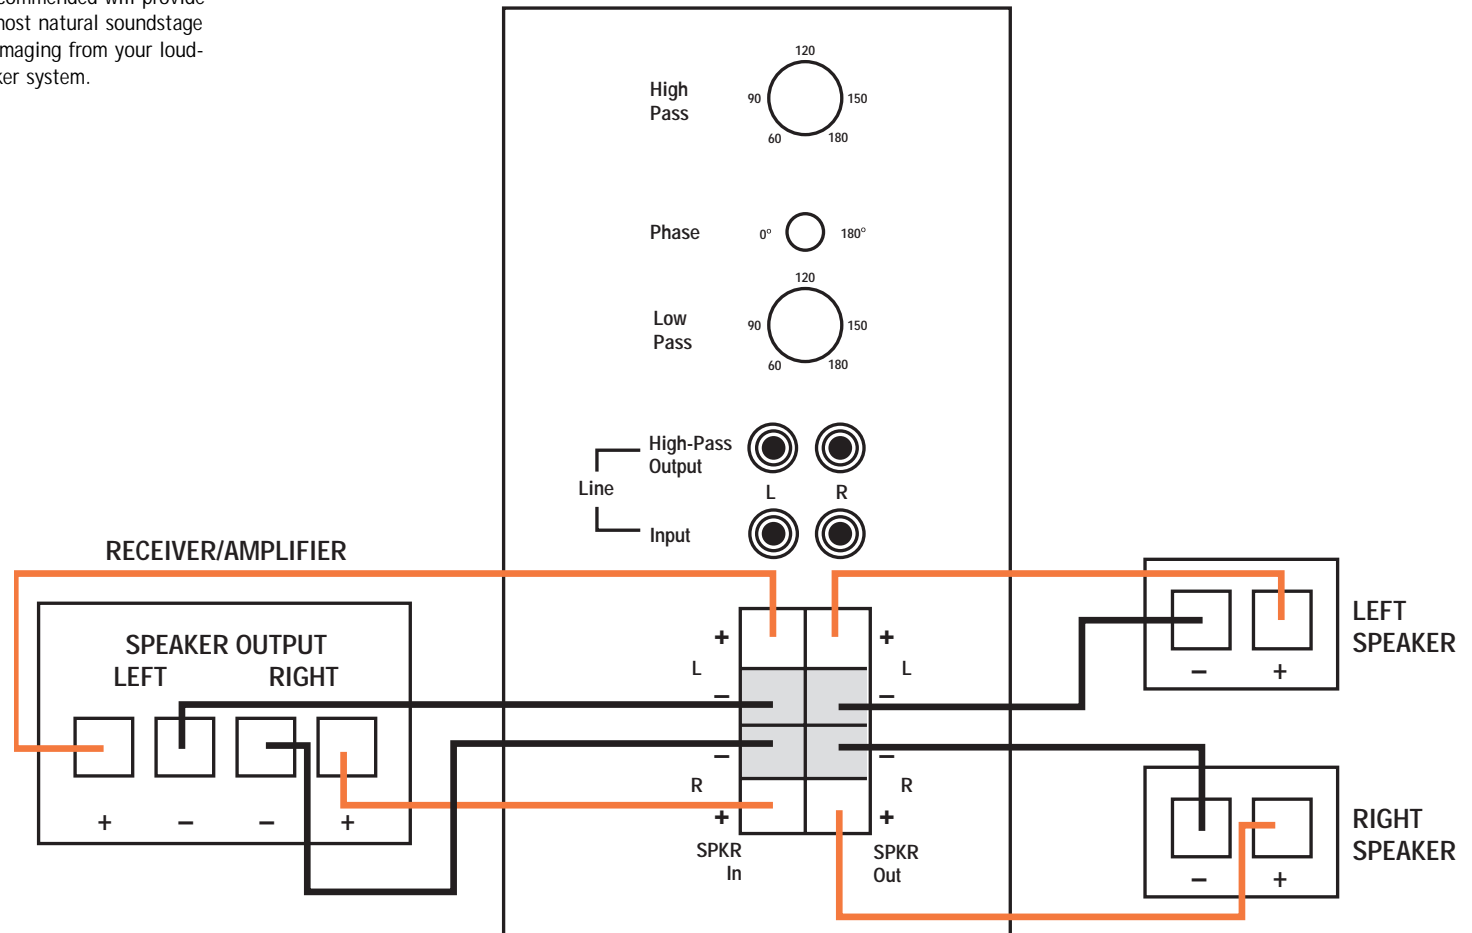 most natural soundstage
imaging from your loud-
system.
High
Pass
120
90
150
60
180
Phase
0°
180°
120
Low
Pass
90
150
60
180
High-Pass
Output
Line
L
R
Input
RECEIVER/AMPLIFIER
SPEAKER OUTPUT
LEFT RIGHT
+ – – +
+
L
–
–
R
+
SPKR
In
+
L
–
–
R
+
SPKR
Out
LEFT
SPEAKER
– +
RIGHT
SPEAKER
– +